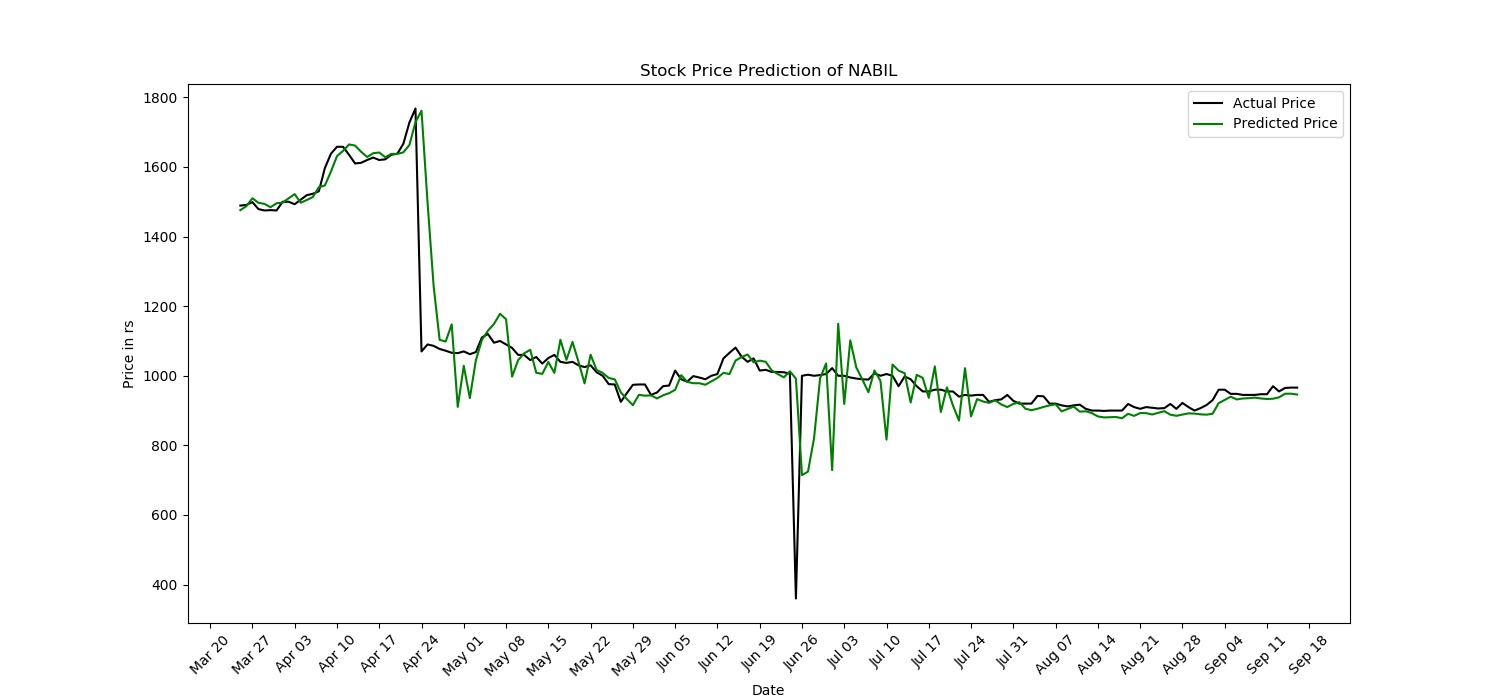 Stock Price Prediction of NABIL
Actual Price
Predicted Price
Price in rs
1800
1600
1400
1200
1000
800
600
400
Mar 20
Mar 27
Apr 03
Apr 10
Apr 17
Apr 24
May 01
May 08
May 15
May 22
May 29
Jun 05
Jun 12
Jun 19
Jun 26
Jul 03
Jul 10
Jul 17
Jul 24
Jul 31
Aug 07
Aug 14
Aug 21
Aug 28
Sep 04
Sep 11
Sep 18
Date